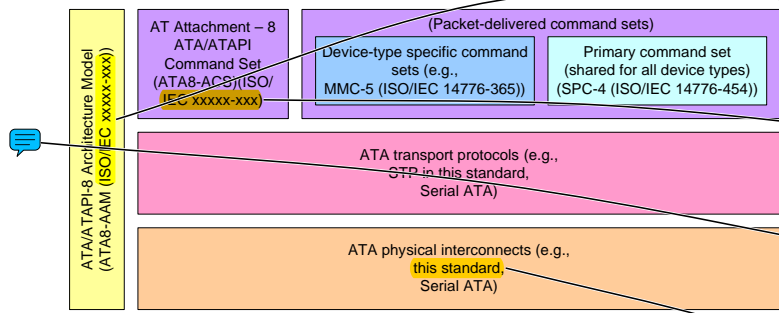 ATA/ATAPI-8 Architecture Model
(ATA8-AAM (ISO/IEC xxxxx-xxx)
AT Attachment – 8
ATA/ATAPI
Command Set
(ATA8-ACS)(ISO/
IEC xxxxx-xxx)
(Packet-delivered command sets)
Device-type specific command
sets (e.g.,
MMC-5 (ISO/IEC 14776-365))
Primary command set
(shared for all device types)
(SPC-4 (ISO/IEC 14776-454))
ATA transport protocols (e.g.,
STP in this standard,
Serial ATA)
ATA physical interconnects (e.g.,
this standard,
Serial ATA)